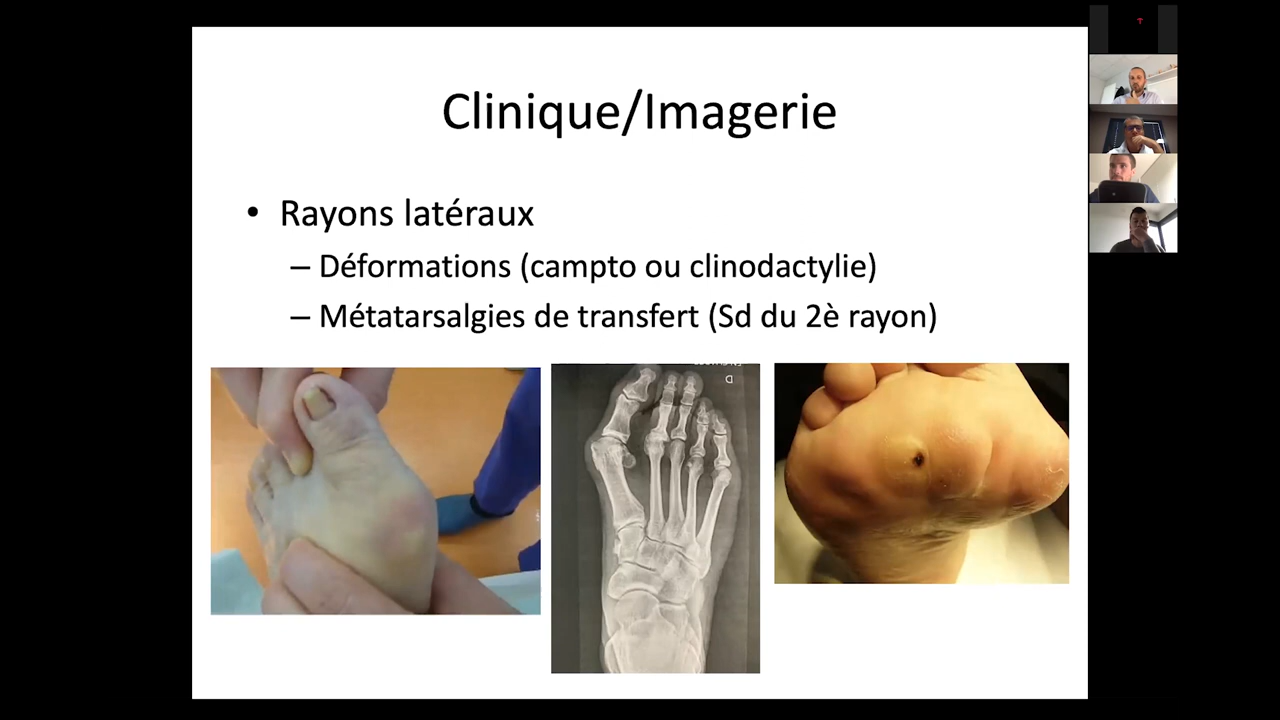 Clinique/Imagerie
• Rayons latéraux
– Déformations (campto ou clinodactylie)
– Métatarsalgies de transfert (Sd du 2è rayon)
D